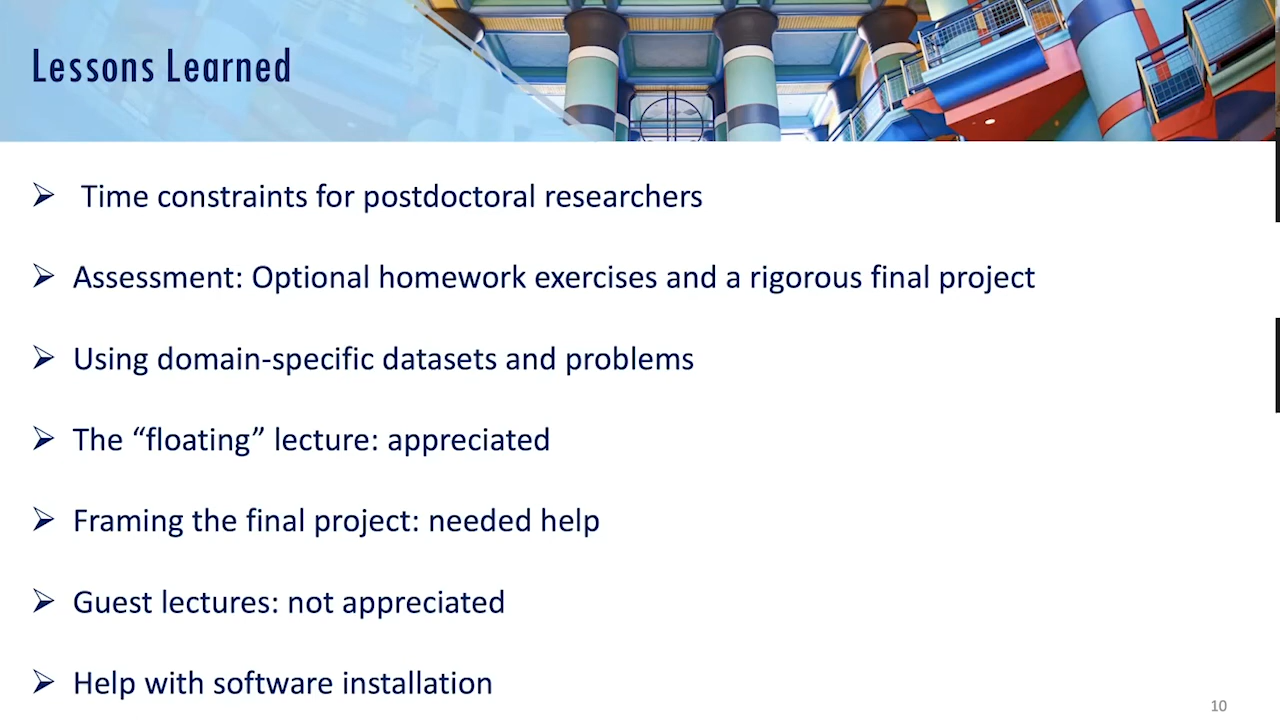 Lessons Learned
Time constraints for postdoctoral researchers
Assessment: Optional homework exercises and a rigorous final project
Using domain-specific datasets and problems
The “floating” lecture: appreciated
Framing the final project: needed help
Guest lectures: not appreciated
Help with software installation
10